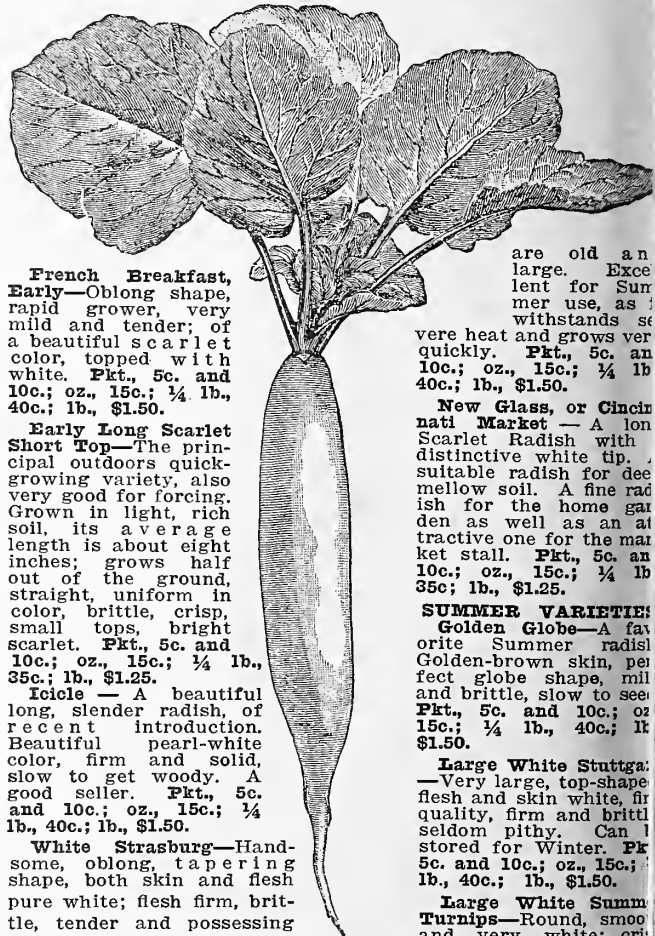 French Breakfast,
Early—Oblong shape,
rapid grower, very
mild and tender; of
a beautiful scarlet
color, topped with
white. Pkt., 5c. and
10c.; oz., 15c.; ¼ lb.,
40c.; lb., $1.50.
Early Long Scarlet
Short Top—The prin-
cipal outdoors quick-
growing variety, also
very good for forcing.
Grown in light, rich
soil, its average
length is about eight
inches; grows half
out of the ground,
straight, uniform in
color, brittle, crisp,
small tops, bright
scarlet. Pkt., 5c. and
10c.; oz., 15c.; ¼ lb.,
35c.; lb., $1.25.
Icicle — A beautiful
long, slender radish, of
recent introduction.
Beautiful pearl-white
color, firm and solid,
slow to get woody. A
good seller. Pkt., 5c.
and 10c.; oz., 15c.; ¼
lb., 40c.; lb., $1.50.
White Strasburg—Hand-
some, oblong, tapering
shape, both skin and flesh
pure white; flesh firm, brit-
tle, tender and possessing
are old an
large. Exce
lent for Sum
mer use, as i
withstands se
vere heat and grows ver
quickly. Pkt., 5c. an
10c.; oz., 15c.; ¼ lb
40c.; lb., $1.50.
New Glass, or Cincin
nati Market — A lon
Scarlet Radish with
distinctive white tip.
suitable radish for dee
mellow soil. A fine rad
ish for the home gar
den as well as an at
tractive one for the mar
ket stall. Pkt., 5c. an
10c.; oz., 15c.; ¼ lb
35c; lb., $1.25.
SUMMER VARIETIES
Golden Globe—A fav
orite Summer radish
Golden-brown skin, per
fect globe shape, mil
and brittle, slow to see
Pkt., 5c. and 10c.; oz
15c.; ¼ lb., 40c.; lb
$1.50.
Large White Stuttga
—Very large, top-shape
flesh and skin white, fir
quality, firm and brittl
seldom pithy. Can
stored for Winter. Pk
5c. and 10c.; oz., 15c.;
lb., 40c.; lb., $1.50.
Large White Summ
Turnips—Round, smoo
and very white; cris